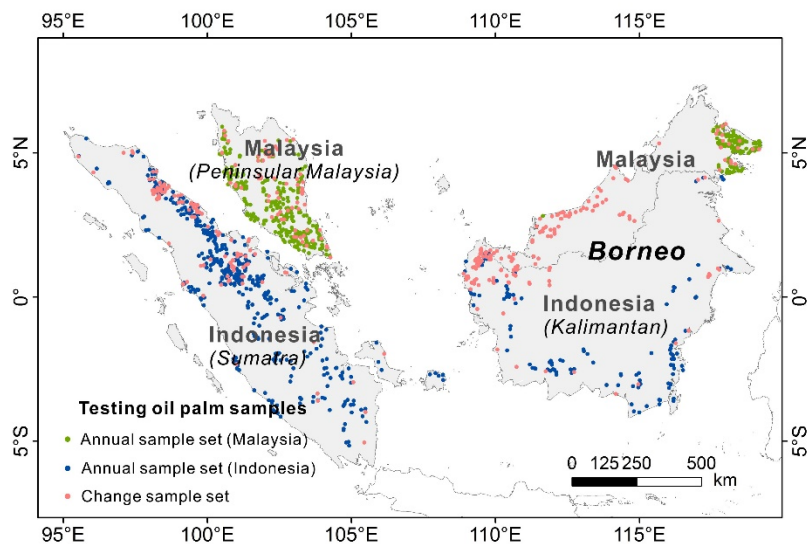 95°E 100°E 105°E 110°E 115°E
5°N 5°N
Malaysia
(Peninsular Malaysia)
Malaysia
Borneo
0° 0°
Indonesia
(Kalimantan)
Indonesia
(Sumatra)
Testing oil palm samples
Annual sample set (Malaysia)
Annual sample set (Indonesia)
Change sample set
5°S 5°S
0 125 250 500
km
95°E 100°E 105°E 110°E 115°E